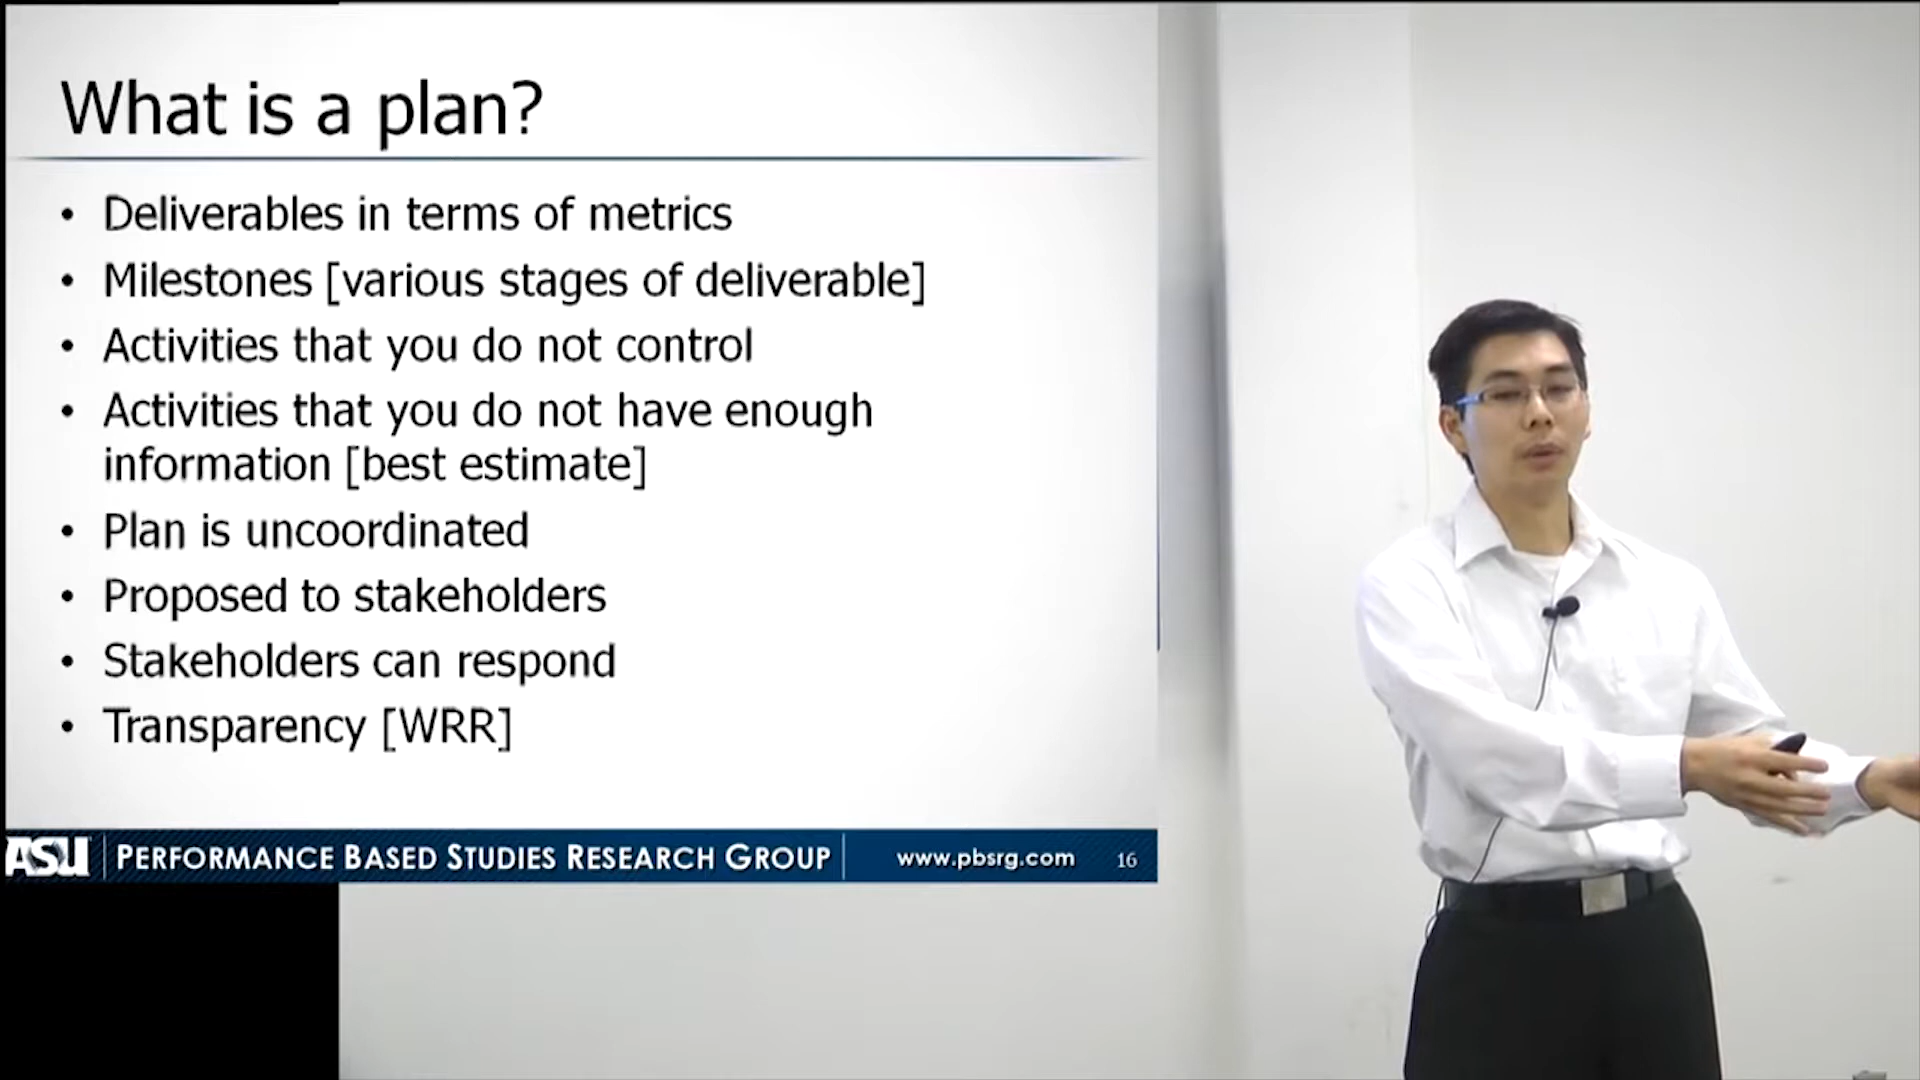 What is a plan?
• Deliverables in terms of metrics
• Milestones [various stages of deliverable]
• Activities that you do not control
• Activities that you do not have enough
information [best estimate]
• Plan is uncoordinated
• Proposed to stakeholders
• Stakeholders can respond
• Transparency [WRR]
ASU PERFORMANCE BASED STUDIES RESEARCH GROUP www.pbsrg.com 16